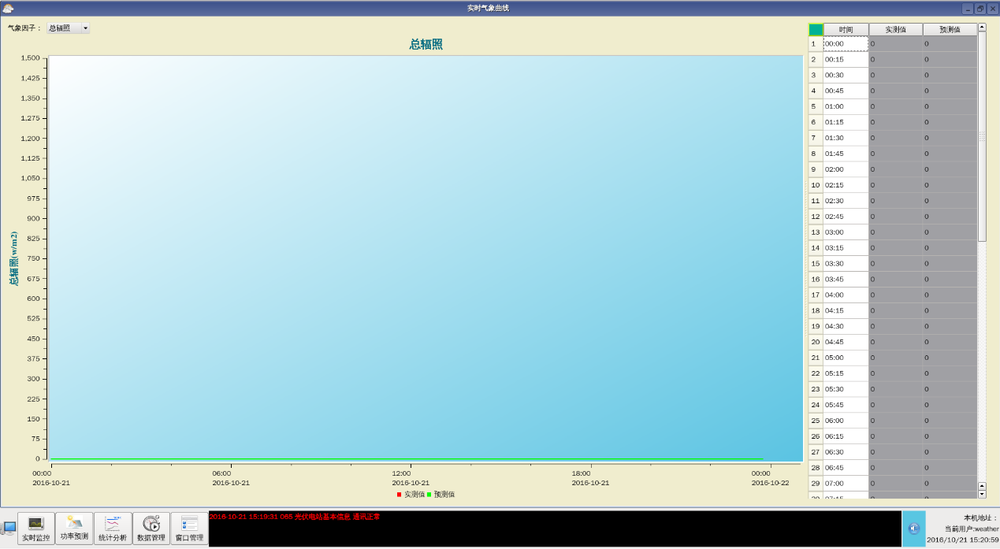 实时气象曲线
气象因子： 总辐照
总辐照
1,500
1,425
1,350
1,275
1,200
1,125
1,050
975
900
825
750
675
600
525
450
375
300
225
150
75
0
总辐照(w/m2)
00:00 06:00 12:00 18:00 00:00
2016-10-21 2016-10-21 2016-10-21 2016-10-21 2016-10-22
实测值 预测值
时间 实测值 预测值
1 00:00 0 0
2 00:15 0 0
3 00:30 0 0
4 00:45 0 0
5 01:00 0 0
6 01:15 0 0
7 01:30 0 0
8 01:45 0 0
9 02:00 0 0
10 02:15 0 0
11 02:30 0 0
12 02:45 0 0
13 03:00 0 0
14 03:15 0 0
15 03:30 0 0
16 03:45 0 0
17 04:00 0 0
18 04:15 0 0
19 04:30 0 0
20 04:45 0 0
21 05:00 0 0
22 05:15 0 0
23 05:30 0 0
24 05:45 0 0
25 06:00 0 0
26 06:15 0 0
27 06:30 0 0
28 06:45 0 0
29 07:00 0 0
30 07:15 0 0
实时监控 功率预测 统计分析 数据管理 窗口管理
2016-10-21 15:19:31 065 光伏电站基本信息 通讯正常
本机地址：
当前用户:weather
2016/10/21 15:20:59